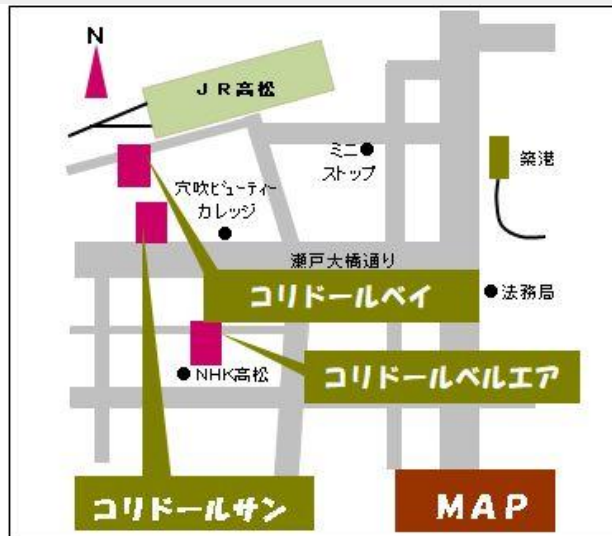 N
JR高松
ミニ
ストップ
築港
穴吹ビューティー
カレッジ
瀬戸大橋通り
コリドールベイ
法務局
コリドールベルエア
NHK高松
コリドールサン
MAP